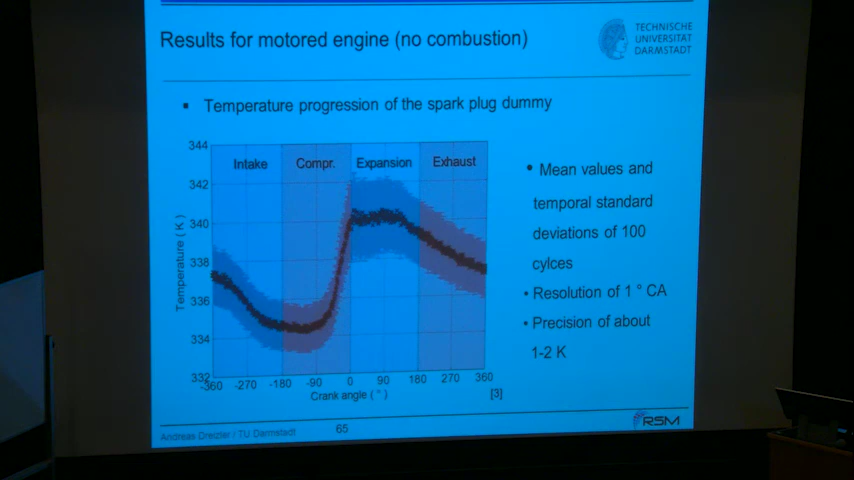 Results for motored engine (no combustion)
TECHNISCHE
UNIVERSITÄT
DARMSTADT
▪ Temperature progression of the spark plug dummy
344
342
340
338
336
334
332
Temperature ( K )
Intake Compr. Expansion Exhaust
-360 -270 -180 -90 0 90 180 270 360
Crank angle ( ° )
[3]
• Mean values and
temporal standard
deviations of 100
cylces
• Resolution of 1 ° CA
• Precision of about
1-2 K
Andreas Dreizler / TU Darmstadt
65
RSM